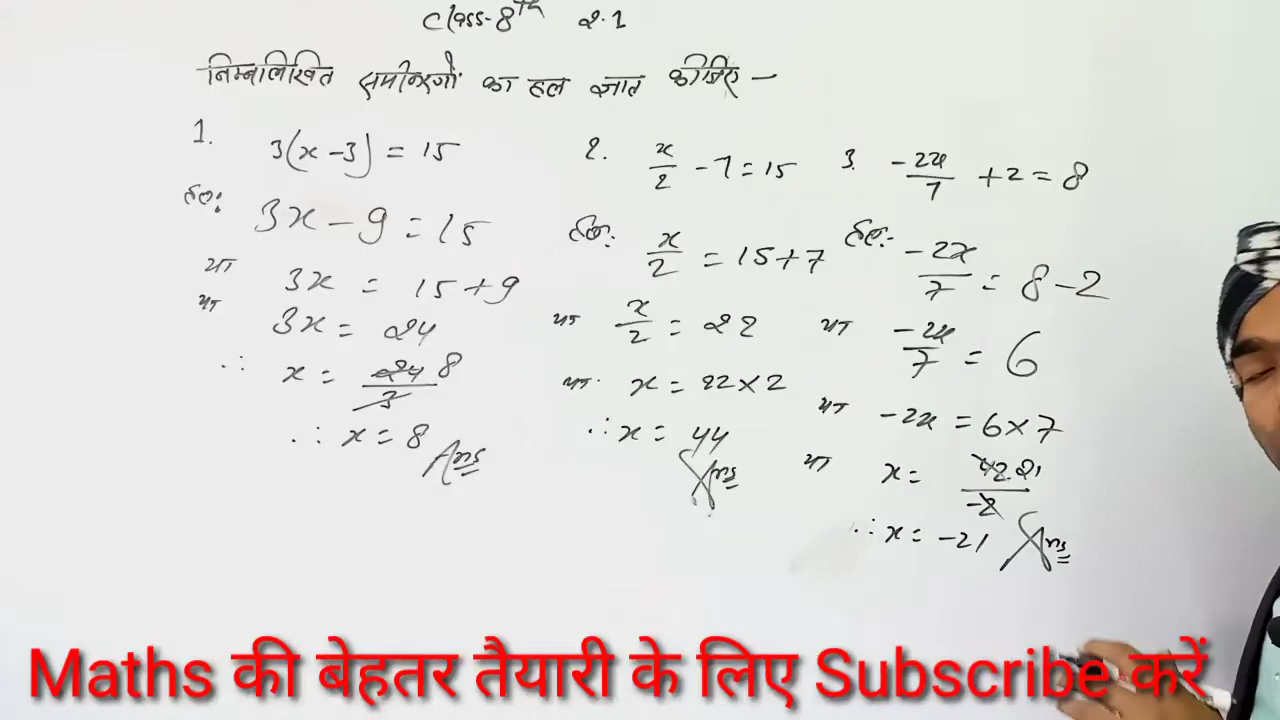 Class-8th 2.1
निम्नलिखित समीकरणों का हल ज्ञात कीजिए -
1. 3(x-3) = 15
हल: 3x - 9 = 15
या 3x = 15+9
या 3x = 24
∴ x = 24/3 8
∴ x = 8 Ans
2. x/2 - 7 = 15
हल: x/2 = 15+7
या x/2 = 22
या x = 22×2
∴ x = 44
Ans
3. -2x/7 + 2 = 8
हल:- -2x/7 = 8-2
या -2x/7 = 6
या -2x = 6×7
या x = 42/-2 21
∴ x = -21 Ans
Maths की बेहतर तैयारी के लिए Subscribe करें